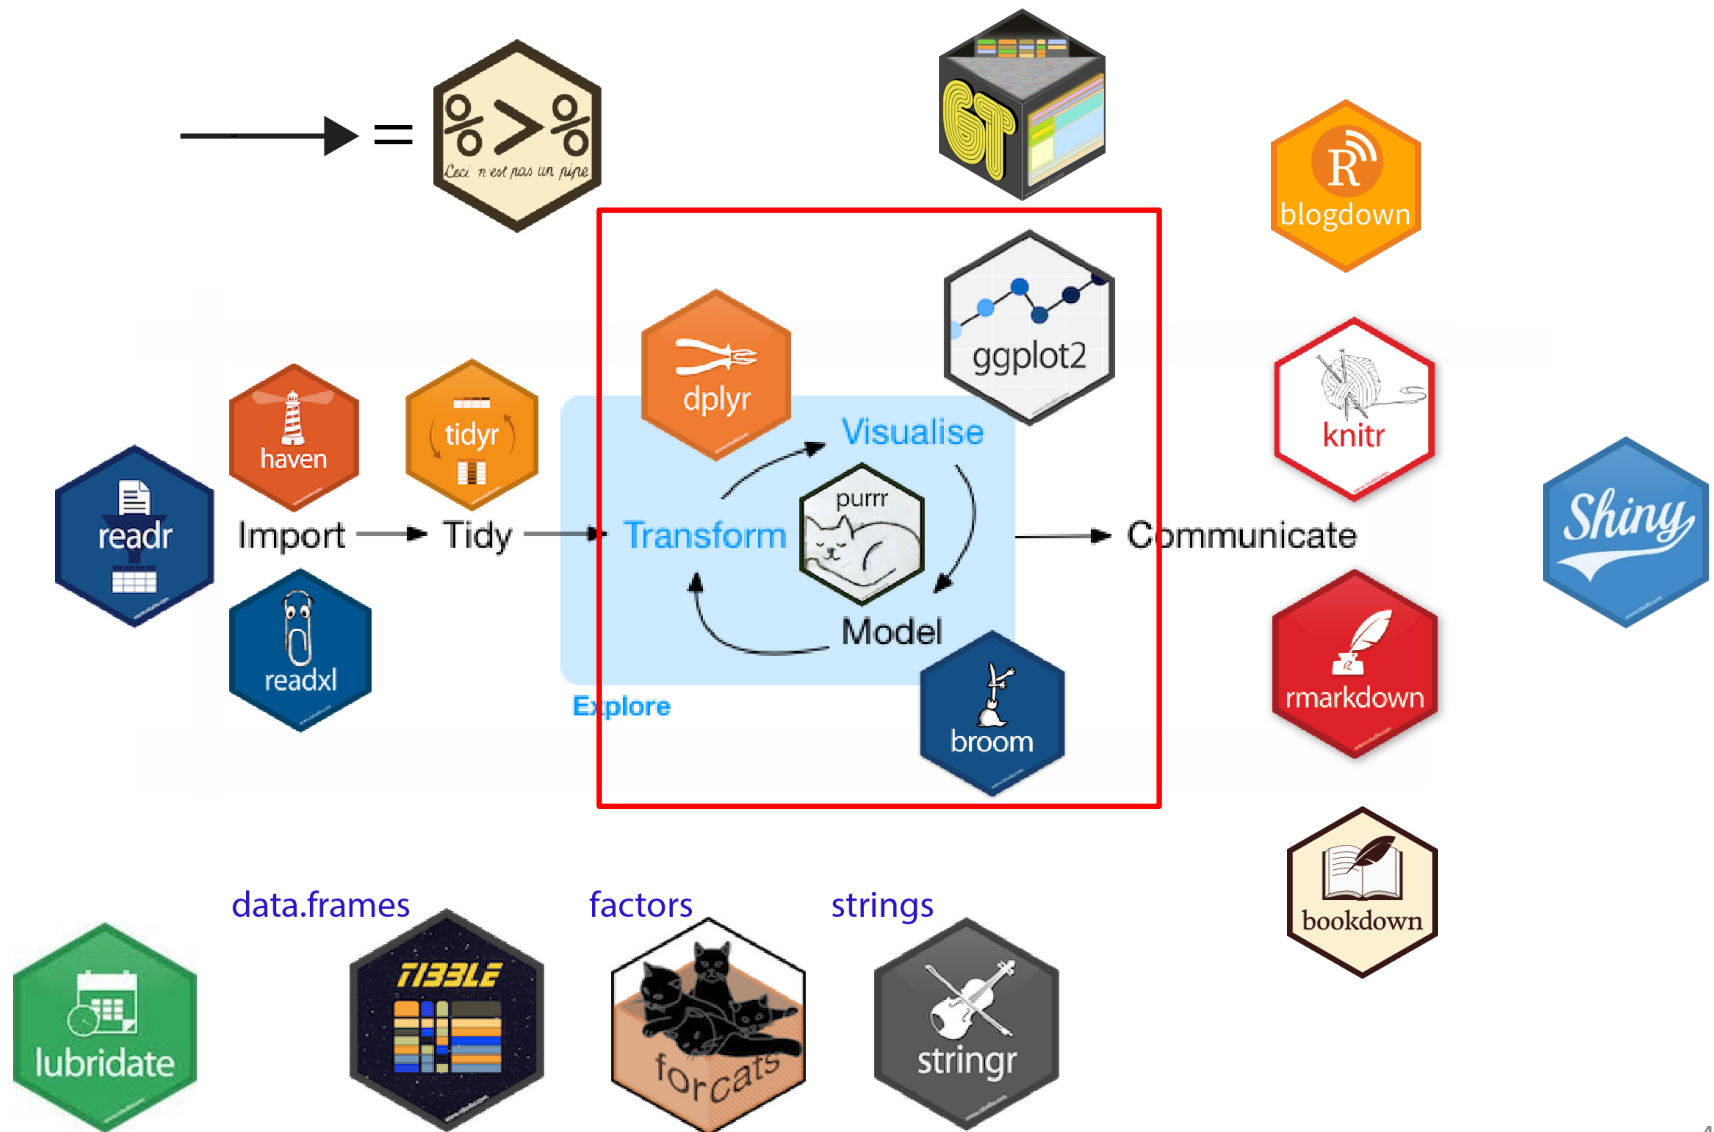 =
%>%
Ceci n'est pas un pipe
GT
R
blogdown
ggplot2
dplyr
knitr
haven
tidyr
Visualise
purrr
readr
Import
Tidy
Transform
Communicate
Shiny
Model
readxl
Explore
broom
R
rmarkdown
bookdown
data.frames
factors
strings
lubridate
TIBBLE
forcats
stringr